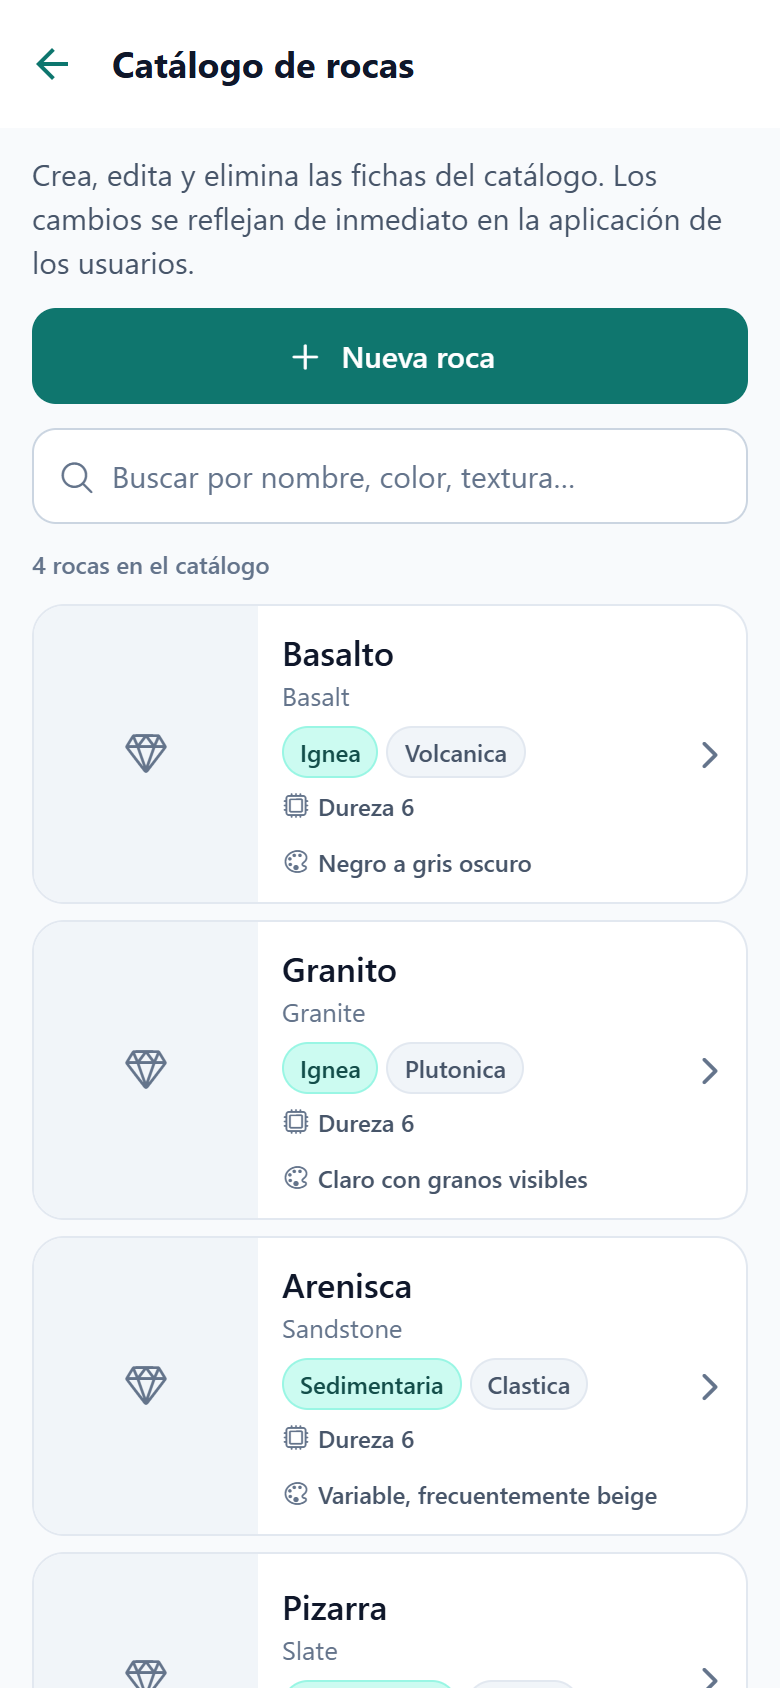 Catálogo de rocas
Crea, edita y elimina las fichas del catálogo. Los
cambios se reflejan de inmediato en la aplicación de
los usuarios.
Nueva roca
Buscar por nombre, color, textura...
4 rocas en el catálogo
Basalto
Basalt
Ignea Volcanica
Dureza 6
Negro a gris oscuro
Granito
Granite
Ignea Plutonica
Dureza 6
Claro con granos visibles
Arenisca
Sandstone
Sedimentaria Clastica
Dureza 6
Variable, frecuentemente beige
Pizarra
Slate